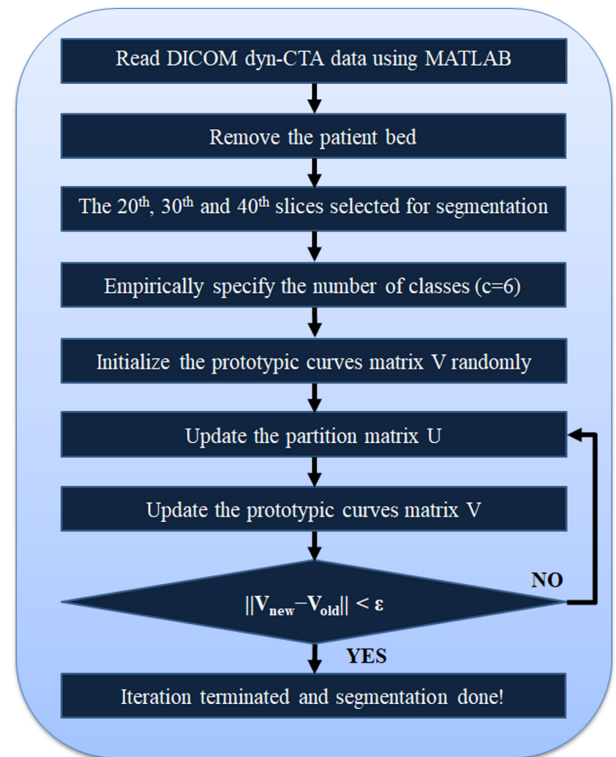 Read DICOM dyn-CTA data using MATLAB
Remove the patient bed
The 20th, 30th and 40th slices selected for segmentation
Empirically specify the number of classes (c=6)
Initialize the prototypic curves matrix V randomly
Update the partition matrix U
Update the prototypic curves matrix V
||Vnew−Vold|| < ε
NO
YES
Iteration terminated and segmentation done!